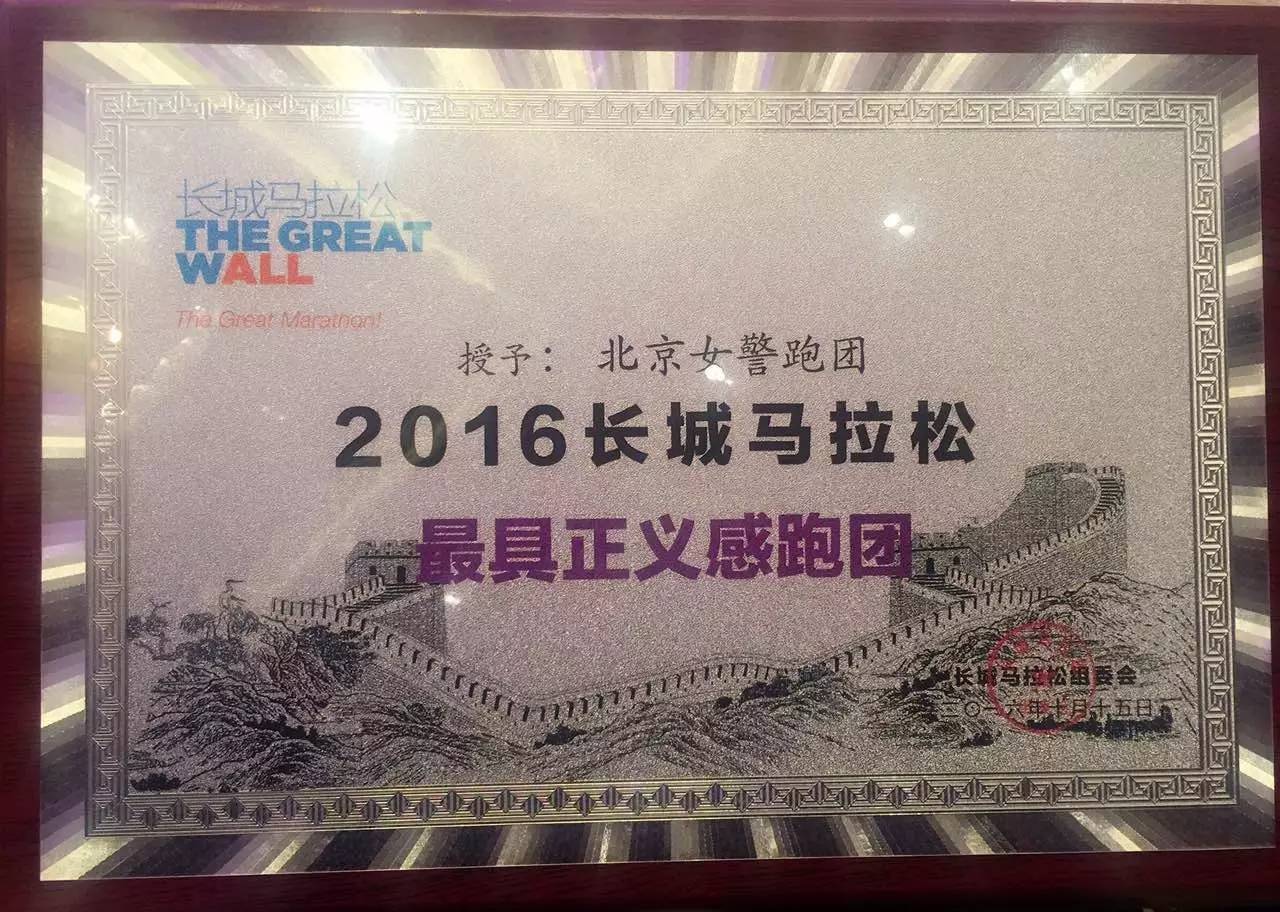 长城马拉松
THE GREAT
WALL
The Great Marathon!
授予： 北京女警跑团
2016长城马拉松
最具正义感跑团
长城马拉松组委会
二〇一六年十月十五日